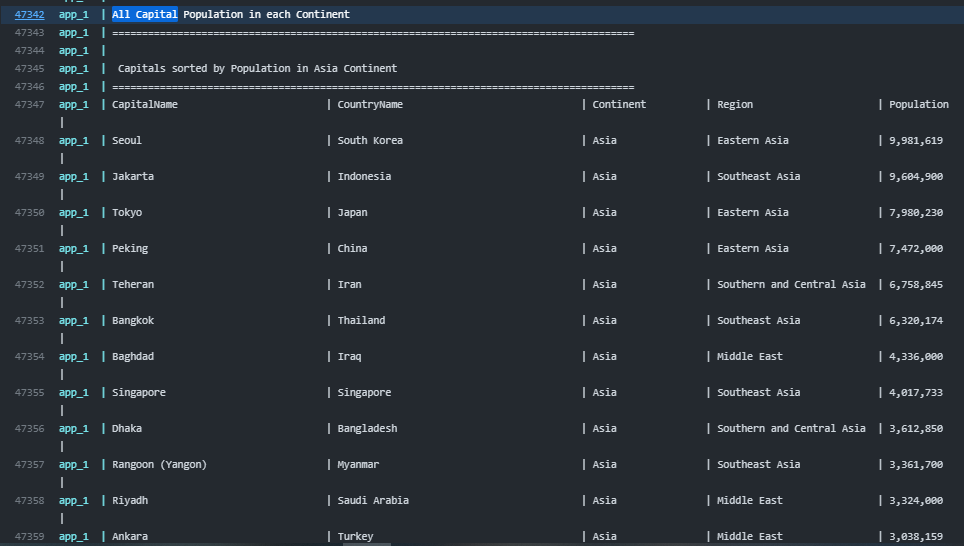 47342 app_1 | All Capital Population in each Continent
47343 app_1 | ========================================================================================
47344 app_1 |
47345 app_1 | Capitals sorted by Population in Asia Continent
47346 app_1 | ========================================================================================
47347 app_1 | CapitalName | CountryName | Continent | Region | Population
|
47348 app_1 | Seoul | South Korea | Asia | Eastern Asia | 9,981,619
|
47349 app_1 | Jakarta | Indonesia | Asia | Southeast Asia | 9,604,900
|
47350 app_1 | Tokyo | Japan | Asia | Eastern Asia | 7,980,230
|
47351 app_1 | Peking | China | Asia | Eastern Asia | 7,472,000
|
47352 app_1 | Teheran | Iran | Asia | Southern and Central Asia | 6,758,845
|
47353 app_1 | Bangkok | Thailand | Asia | Southeast Asia | 6,320,174
|
47354 app_1 | Baghdad | Iraq | Asia | Middle East | 4,336,000
|
47355 app_1 | Singapore | Singapore | Asia | Southeast Asia | 4,017,733
|
47356 app_1 | Dhaka | Bangladesh | Asia | Southern and Central Asia | 3,612,850
|
47357 app_1 | Rangoon (Yangon) | Myanmar | Asia | Southeast Asia | 3,361,700
|
47358 app_1 | Riyadh | Saudi Arabia | Asia | Middle East | 3,324,000
|
47359 app_1 | Ankara | Turkey | Asia | Middle East | 3,038,159